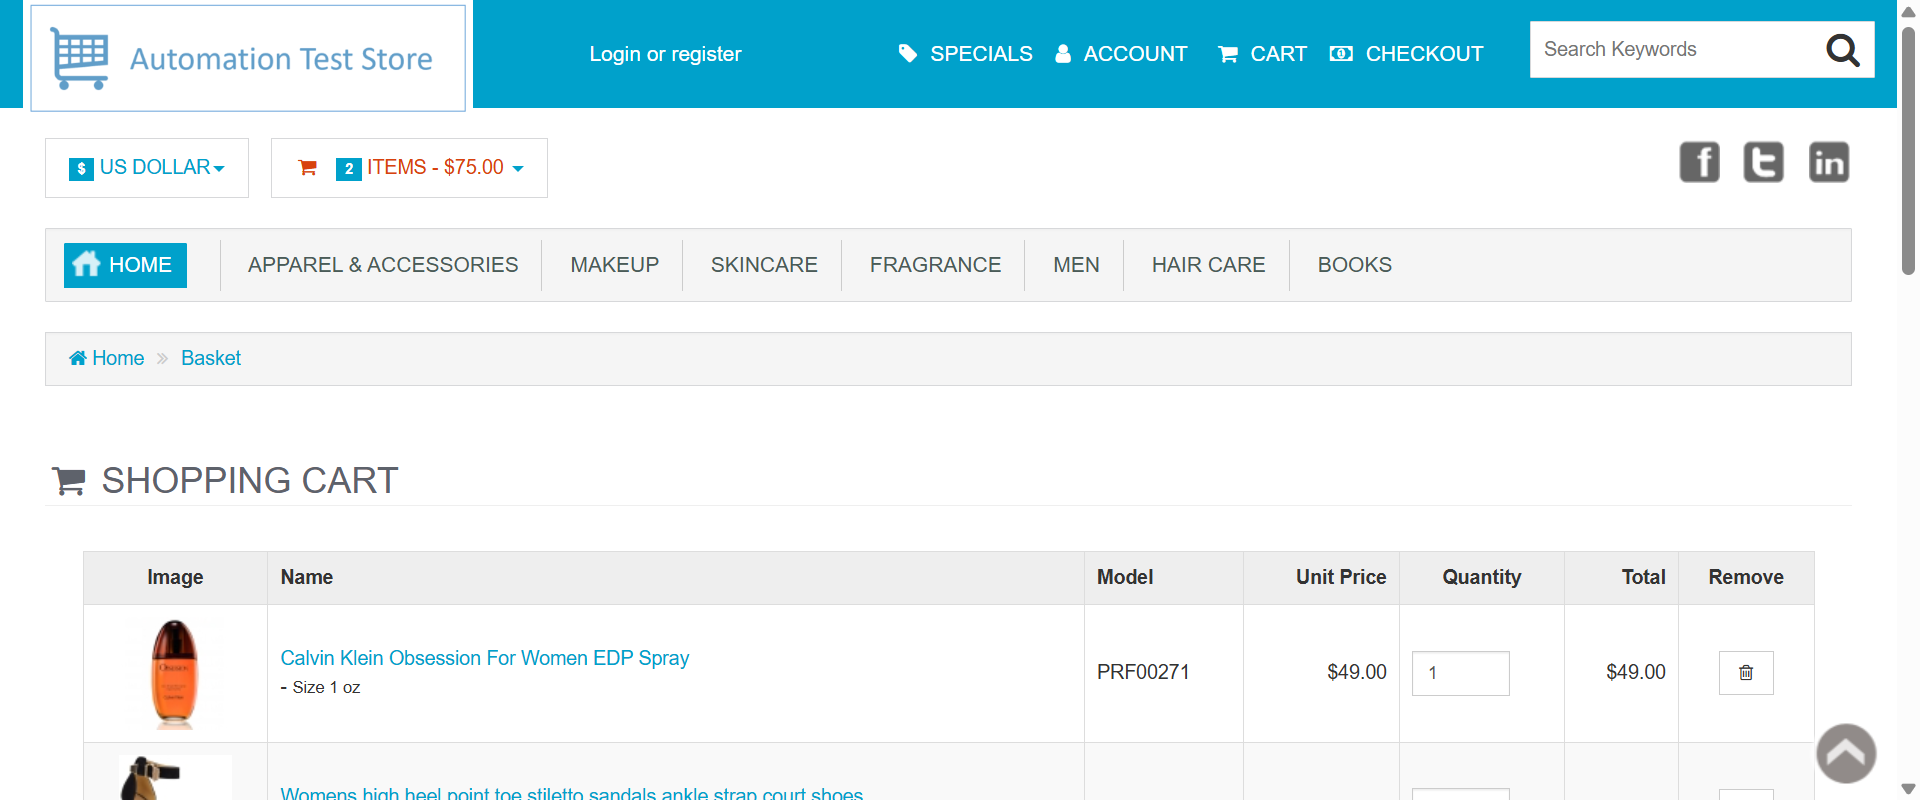 Automation Test Store
Login or register
SPECIALS
ACCOUNT
CART
CHECKOUT
Search Keywords
$ US DOLLAR
2 ITEMS - $75.00
HOME
APPAREL & ACCESSORIES
MAKEUP
SKINCARE
FRAGRANCE
MEN
HAIR CARE
BOOKS
Home » Basket
SHOPPING CART
Image Name Model Unit Price Quantity Total Remove
Calvin Klein Obsession For Women EDP Spray
- Size 1 oz
PRF00271 $49.00 1 $49.00
Womens high heel point toe stiletto sandals ankle strap court shoes